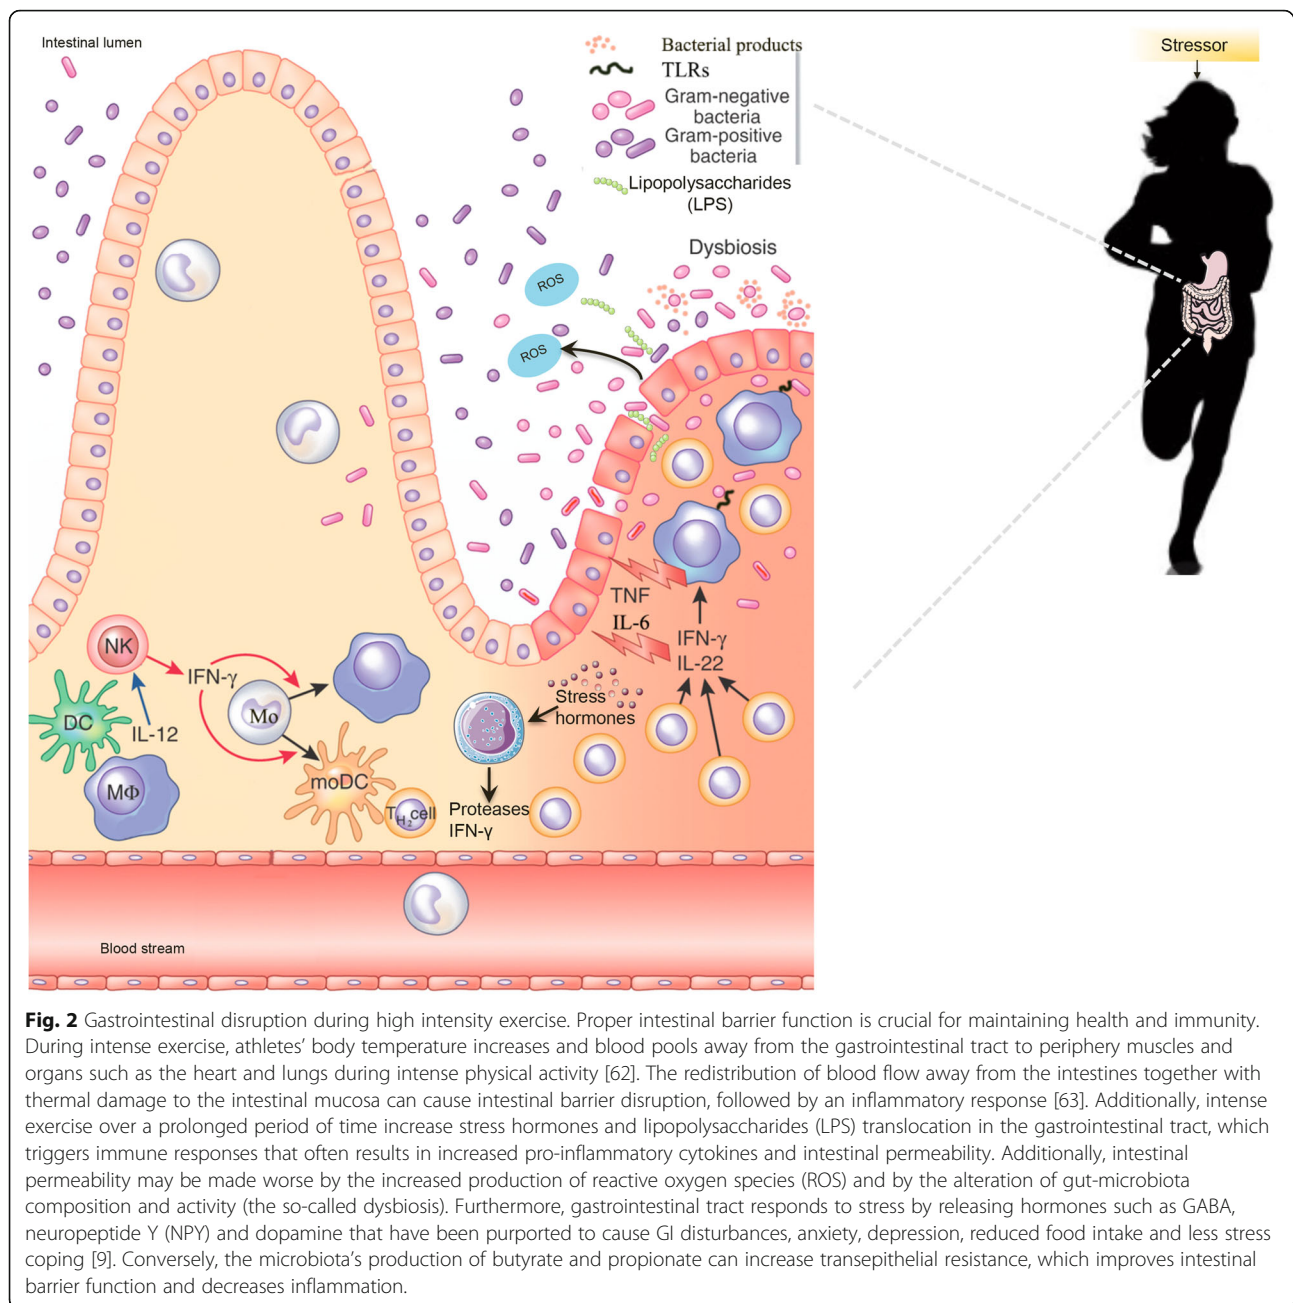 Intestinal lumen
Bacterial products
TLRs
Gram-negative
bacteria
Gram-positive
bacteria
Lipopolysaccharides
(LPS)
Dysbiosis
Stressor
ROS
ROS
TNF
IL-6
IFN-γ
IL-22
NK
IFN-γ
DC
IL-12
Mo
MΦ
moDC
TH2cell
Stress
hormones
Proteases
IFN-γ
Blood stream
Fig. 2 Gastrointestinal disruption during high intensity exercise. Proper intestinal barrier function is crucial for maintaining health and immunity.
During intense exercise, athletes’ body temperature increases and blood pools away from the gastrointestinal tract to periphery muscles and
organs such as the heart and lungs during intense physical activity [62]. The redistribution of blood flow away from the intestines together with
thermal damage to the intestinal mucosa can cause intestinal barrier disruption, followed by an inflammatory response [63]. Additionally, intense
exercise over a prolonged period of time increase stress hormones and lipopolysaccharides (LPS) translocation in the gastrointestinal tract, which
triggers immune responses that often results in increased pro-inflammatory cytokines and intestinal permeability. Additionally, intestinal
permeability may be made worse by the increased production of reactive oxygen species (ROS) and by the alteration of gut-microbiota
composition and activity (the so-called dysbiosis). Furthermore, gastrointestinal tract responds to stress by releasing hormones such as GABA,
neuropeptide Y (NPY) and dopamine that have been purported to cause GI disturbances, anxiety, depression, reduced food intake and less stress
coping [9]. Conversely, the microbiota’s production of butyrate and propionate can increase transepithelial resistance, which improves intestinal
barrier function and decreases inflammation.